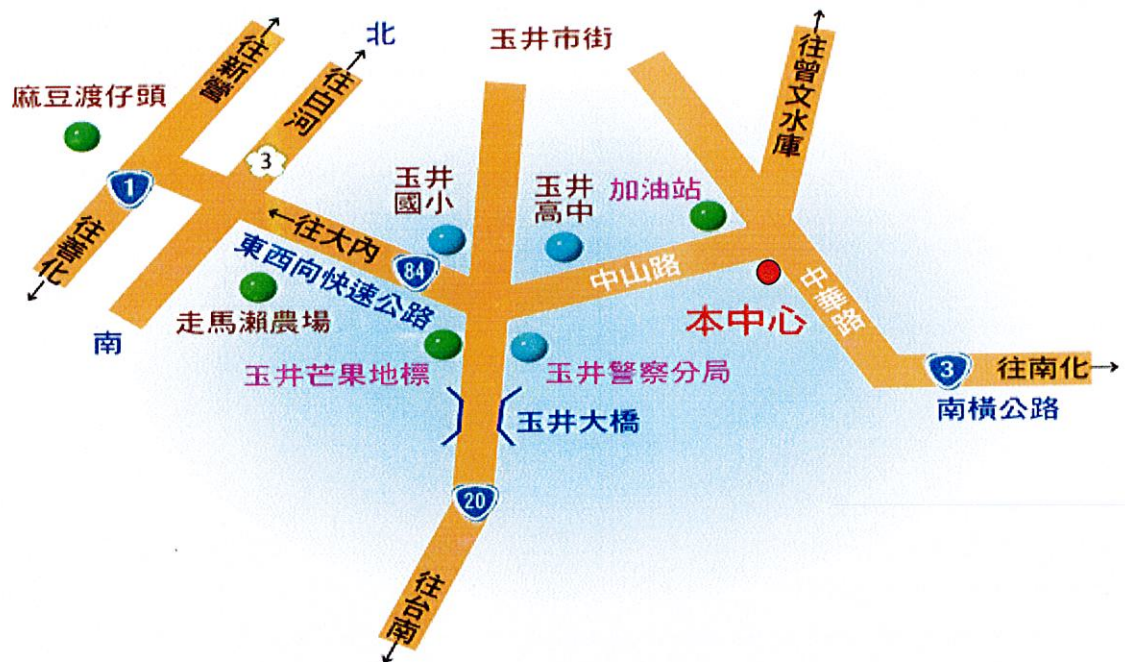 北
玉井市街
往新營
往白河
往曾文水庫
麻豆渡仔頭
3
1
玉井
國小
玉井
高中
加油站
往大內
84
往善化
東西向快速公路
中山路
中華路
走馬瀨農場
本中心
南
玉井芒果地標
玉井警察分局
3
往南化
南橫公路
玉井大橋
20
往台南